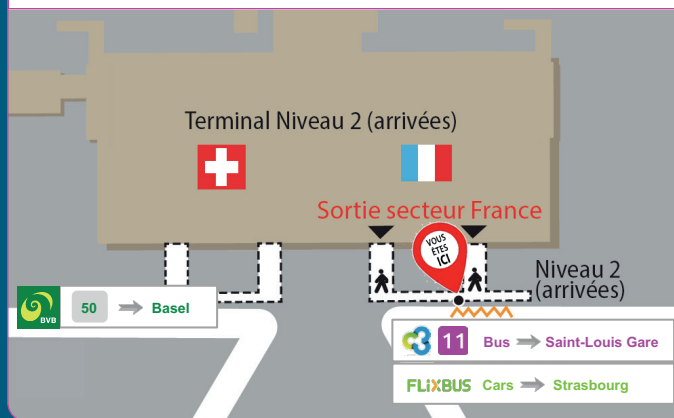 Terminal Niveau 2 (arrivées)
Sortie secteur France
VOUS
ÊTES
ICI
Niveau 2
(arrivées)
BVB 50 Basel
11 Bus Saint-Louis Gare
FLiXBUS Cars Strasbourg